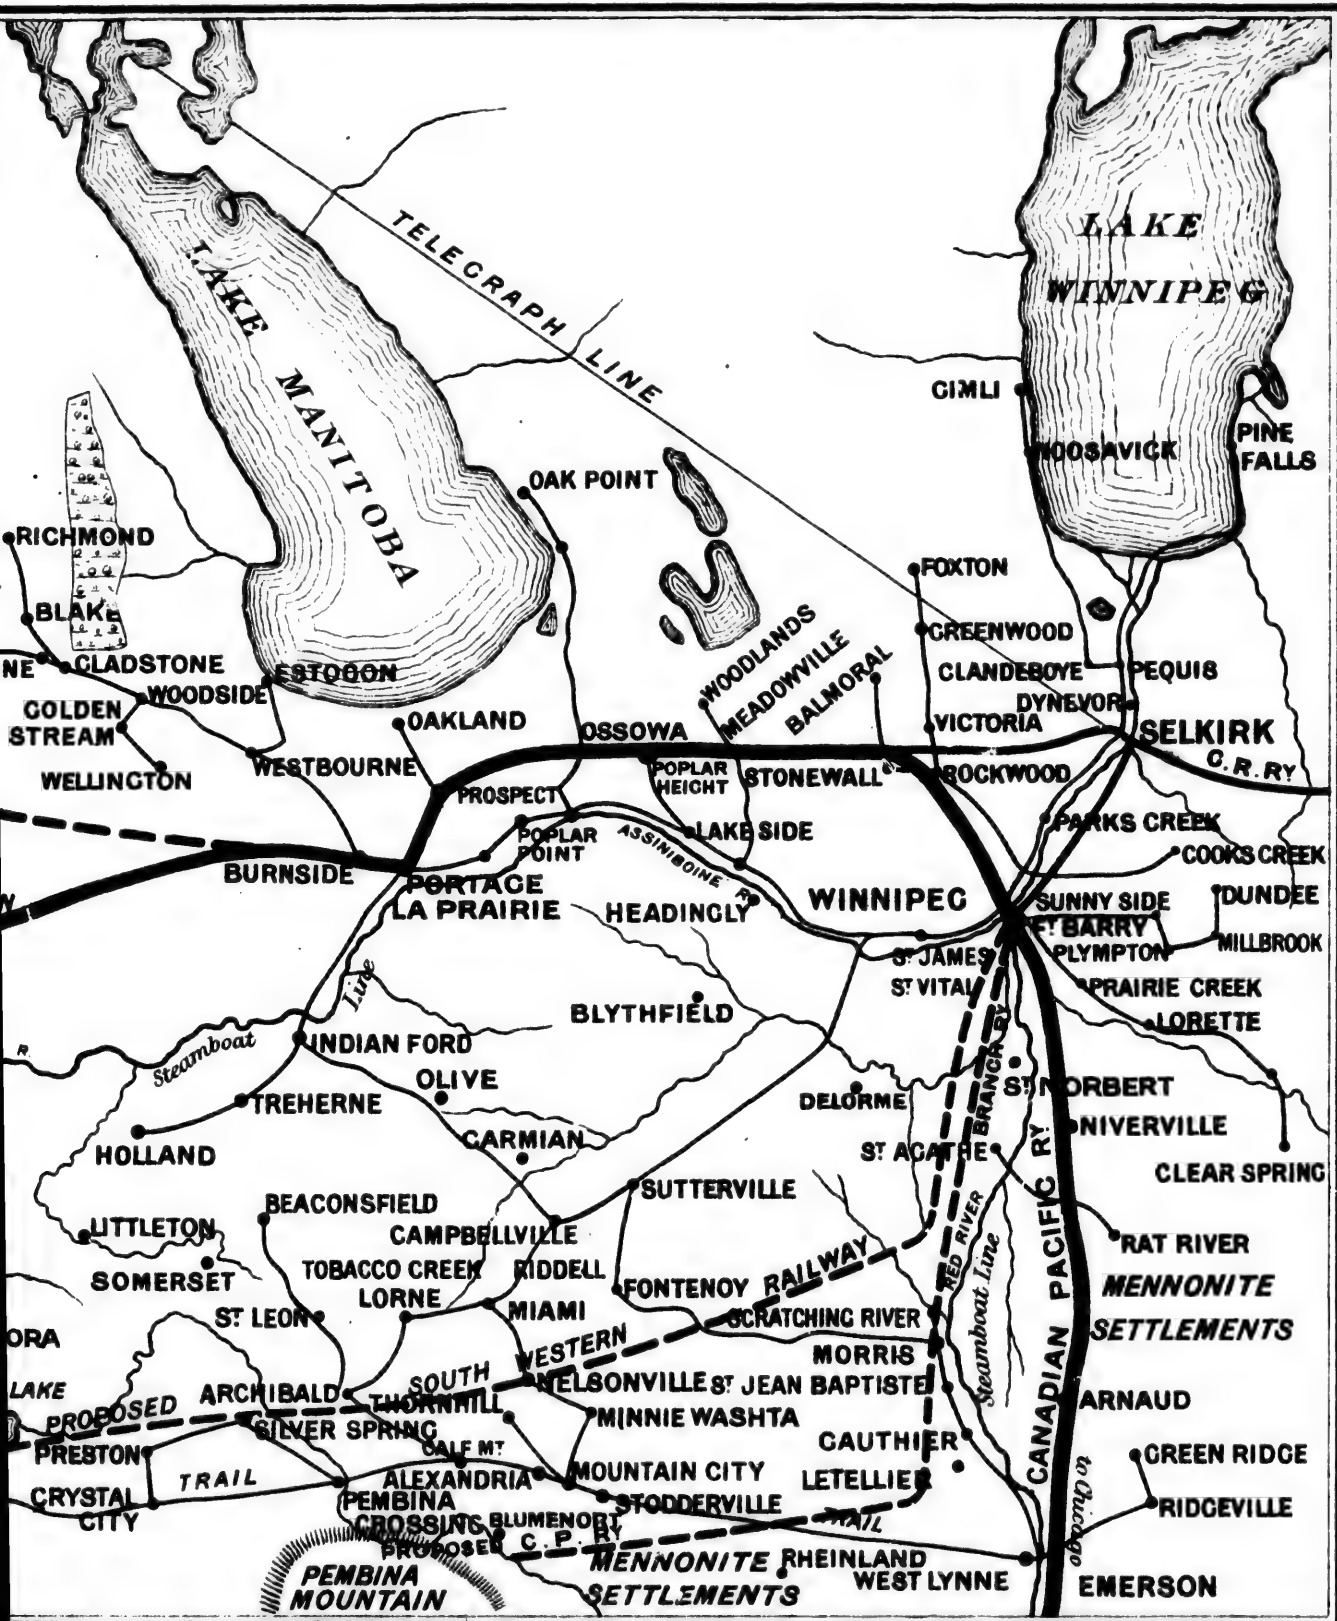 LAKE
WINNIPEG
LAKE
MANITOBA
TELEGRAPH LINE
GIMLI
PINE
FALLS
OAK POINT
RICHMOND
BLAKE
NE
GLADSTONE
WOODSIDE
ESTOOON
GOLDEN
STREAM
WELLINGTON
WESTBOURNE
OAKLAND
OSSOWA
WOODLANDS
MEADOWVILLE
BALMORAL
FOXTON
GREENWOOD
CLANDEBOYE
PEQUIS
DYNEVOR
VICTORIA
SELKIRK
C. R. RY
PROSPECT
POPLAR
HEIGHT
STONEWALL
ROCKWOOD
POPLAR
POINT
ASSINIBOINE R.
LAKE SIDE
PARKS CREEK
COOKS CREEK
BURNSIDE
PORTAGE
LA PRAIRIE
HEADINGLY
WINNIPEG
SUNNY SIDE
DUNDEE
FT BARRY
PLYMPTON
MILLBROOK
ST JAMES
ST VITAL
PRAIRIE CREEK
LORETTE
BLYTHFIELD
Line
Steamboat
R.
INDIAN FORD
OLIVE
TREHERNE
HOLLAND
CARMIAN
DELORME
BRANCH RY
ST NORBERT
NIVERVILLE
ST AGATHE
CLEAR SPRING
SUTTERVILLE
BEACONSFIELD
CAMPBELLVILLE
LITTLETON
SOMERSET
TOBACCO CREEK
RIDDELL
LORNE
MIAMI
ST LEON
FONTENOY
RED RIVER
Steamboat Line
RAT RIVER
MENNONITE
SETTLEMENTS
SCRATCHING RIVER
MORRIS
CANADIAN PACIFIC RY
ORA
LAKE
PROPOSED SOUTH WESTERN RAILWAY
ARCHIBALD
THORNHILL
NELSONVILLE
ST JEAN BAPTISTE
ARNAUD
SILVER SPRING
MINNIE WASHTA
PRESTON
CALF MT
GAUTHIER
GREEN RIDGE
TRAIL
ALEXANDRIA
MOUNTAIN CITY
LETELLIER
CRYSTAL
CITY
PEMBINA
CROSSING
STODDERVILLE
RIDGEVILLE
BLUMENORT
PROPOSED C. P. RY
TRAIL
to Chicago
MENNONITE
SETTLEMENTS
RHEINLAND
WEST LYNNE
EMERSON
PEMBINA
MOUNTAIN